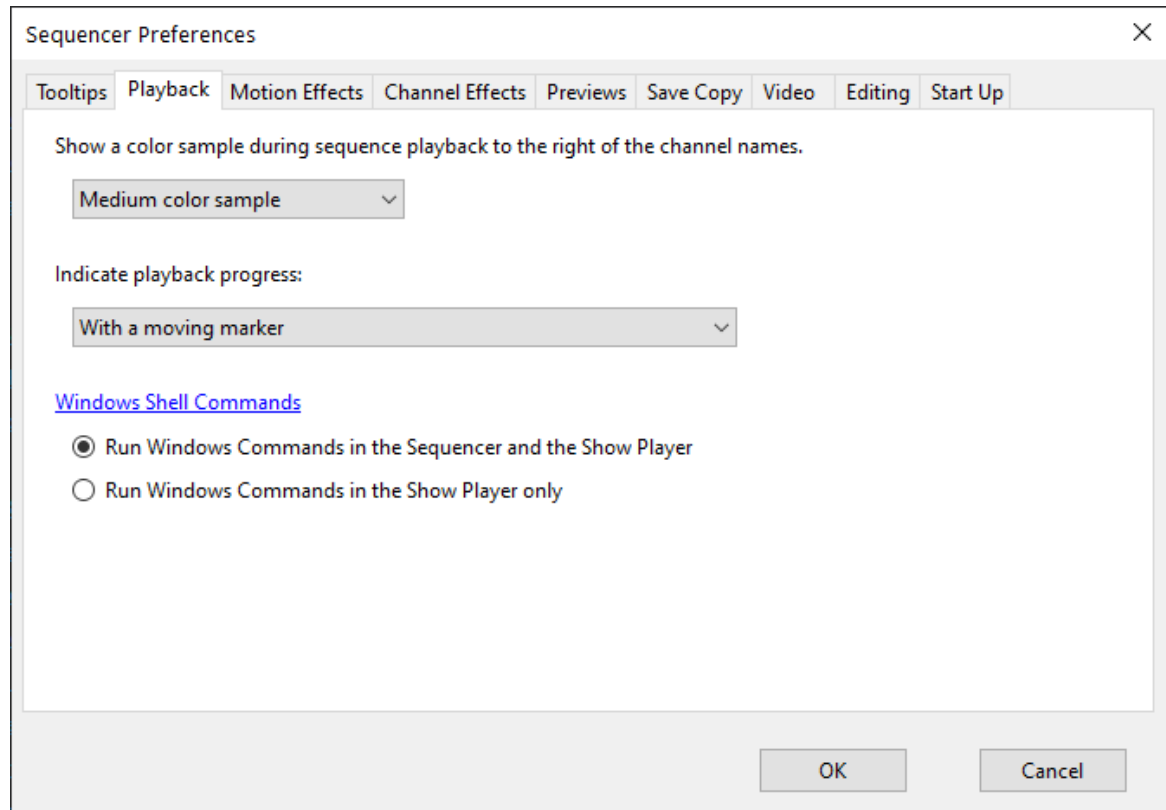 Sequencer Preferences
Tooltips Playback Motion Effects Channel Effects Previews Save Copy Video Editing Start Up
Show a color sample during sequence playback to the right of the channel names.
Medium color sample
Indicate playback progress:
With a moving marker
Windows Shell Commands
Run Windows Commands in the Sequencer and the Show Player
Run Windows Commands in the Show Player only
OK Cancel